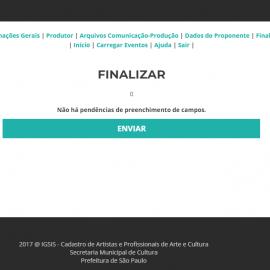 mações Gerais | Produtor | Arquivos Comunicação-Produção | Dados do Proponente | Final
| Início | Carregar Eventos | Ajuda | Sair |
FINALIZAR
Não há pendências de preenchimento de campos.
ENVIAR
2017 @ IGSIS - Cadastro de Artistas e Profissionais de Arte e Cultura
Secretaria Municipal de Cultura
Prefeitura de São Paulo